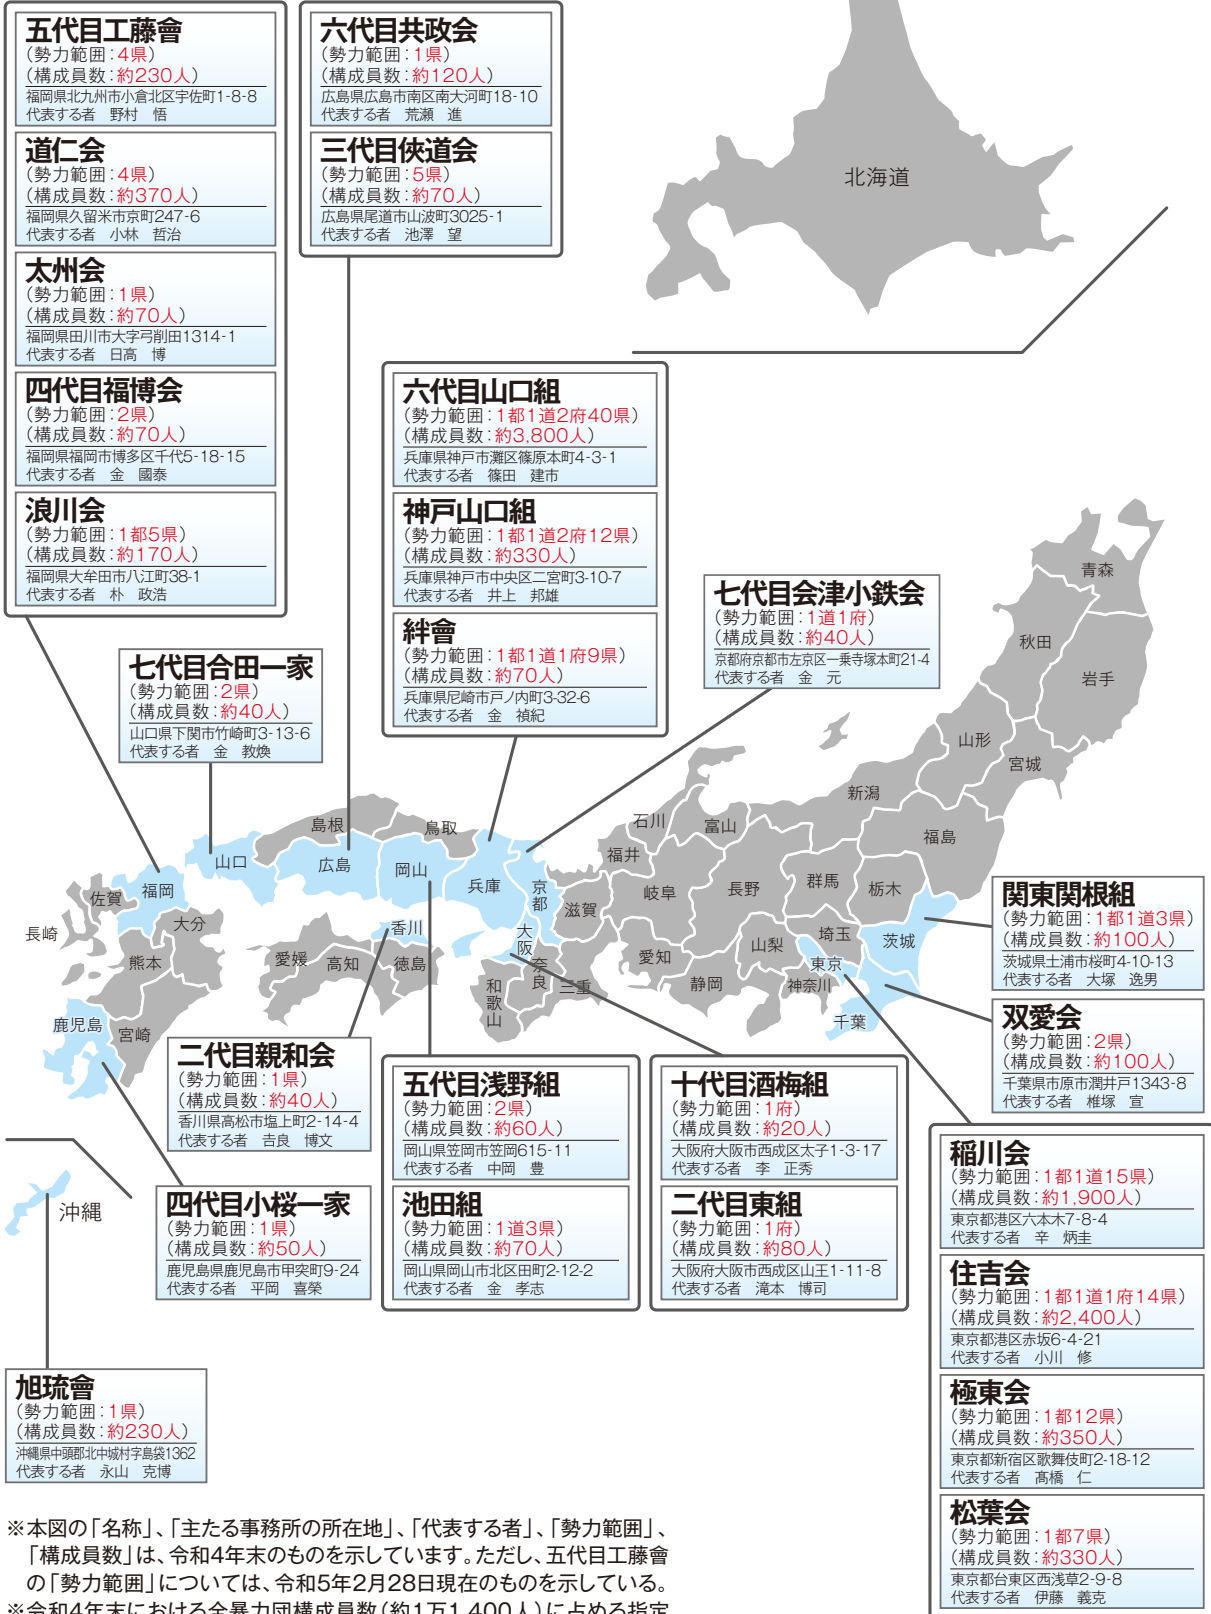 五代目工藤會
(勢力範囲:4県)
(構成員数:約230人)
福岡県北九州市小倉北区宇佐町1-8-8
代表する者 野村 悟
道仁会
(勢力範囲:4県)
(構成員数:約370人)
福岡県久留米市京町247-6
代表する者 小林 哲治
太州会
(勢力範囲:1県)
(構成員数:約70人)
福岡県田川市大字弓削田1314-1
代表する者 日高 博
四代目福博会
(勢力範囲:2県)
(構成員数:約70人)
福岡県福岡市博多区千代5-18-15
代表する者 金 國泰
浪川会
(勢力範囲:1都5県)
(構成員数:約170人)
福岡県大牟田市八江町38-1
代表する者 朴 政浩
六代目共政会
(勢力範囲:1県)
(構成員数:約120人)
広島県広島市南区南大河町18-10
代表する者 荒瀬 進
三代目俠道会
(勢力範囲:5県)
(構成員数:約70人)
広島県尾道市山波町3025-1
代表する者 池澤 望
北海道
六代目山口組
(勢力範囲:1都1道2府40県)
(構成員数:約3,800人)
兵庫県神戸市灘区篠原本町4-3-1
代表する者 篠田 建市
神戸山口組
(勢力範囲:1都1道2府12県)
(構成員数:約330人)
兵庫県神戸市中央区二宮町3-10-7
代表する者 井上 邦雄
絆會
(勢力範囲:1都1道1府9県)
(構成員数:約70人)
兵庫県尼崎市戸ノ内町3-32-6
代表する者 金 禎紀
七代目会津小鉄会
(勢力範囲:1道1府)
(構成員数:約40人)
京都府京都市左京区一乗寺塚本町21-4
代表する者 金 元
七代目合田一家
(勢力範囲:2県)
(構成員数:約40人)
山口県下関市竹崎町3-13-6
代表する者 金 教煥
青森
秋田
岩手
山形
宮城
新潟
福島
石川
富山
福井
岐阜
長野
群馬
栃木
茨城
埼玉
東京
千葉
神奈川
山梨
静岡
愛知
滋賀
三重
奈良
和歌山
大阪
京都
兵庫
岡山
鳥取
島根
広島
山口
香川
徳島
高知
愛媛
福岡
佐賀
長崎
大分
熊本
宮崎
鹿児島
沖縄
関東関根組
(勢力範囲:1都1道3県)
(構成員数:約100人)
茨城県土浦市桜町4-10-13
代表する者 大塚 逸男
双愛会
(勢力範囲:2県)
(構成員数:約100人)
千葉県市原市潤井戸1343-8
代表する者 椎塚 宣
二代目親和会
(勢力範囲:1県)
(構成員数:約40人)
香川県高松市塩上町2-14-4
代表する者 吉良 博文
五代目浅野組
(勢力範囲:2県)
(構成員数:約60人)
岡山県笠岡市笠岡615-11
代表する者 中岡 豊
池田組
(勢力範囲:1道3県)
(構成員数:約70人)
岡山県岡山市北区田町2-12-2
代表する者 金 孝志
十代目酒梅組
(勢力範囲:1府)
(構成員数:約20人)
大阪府大阪市西成区太子1-3-17
代表する者 李 正秀
二代目東組
(勢力範囲:1府)
(構成員数:約80人)
大阪府大阪市西成区山王1-11-8
代表する者 滝本 博司
四代目小桜一家
(勢力範囲:1県)
(構成員数:約50人)
鹿児島県鹿児島市甲突町9-24
代表する者 平岡 喜榮
稲川会
(勢力範囲:1都1道15県)
(構成員数:約1,900人)
東京都港区六本木7-8-4
代表する者 辛 炳圭
住吉会
(勢力範囲:1都1道1府14県)
(構成員数:約2,400人)
東京都港区赤坂6-4-21
代表する者 小川 修
極東会
(勢力範囲:1都12県)
(構成員数:約350人)
東京都新宿区歌舞伎町2-18-12
代表する者 髙橋 仁
松葉会
(勢力範囲:1都7県)
(構成員数:約330人)
東京都台東区西浅草2-9-8
代表する者 伊藤 義克
旭琉會
(勢力範囲:1県)
(構成員数:約230人)
沖縄県中頭郡北中城村字島袋1362
代表する者 永山 克博
※本図の「名称」、「主たる事務所の所在地」、「代表する者」、「勢力範囲」、
「構成員数」は、令和4年末のものを示しています。ただし、五代目工藤會
の「勢力範囲」については、令和5年2月28日現在のものを示している。
※令和4年末における全暴力団構成員数(約1万1,400人)に占める指定